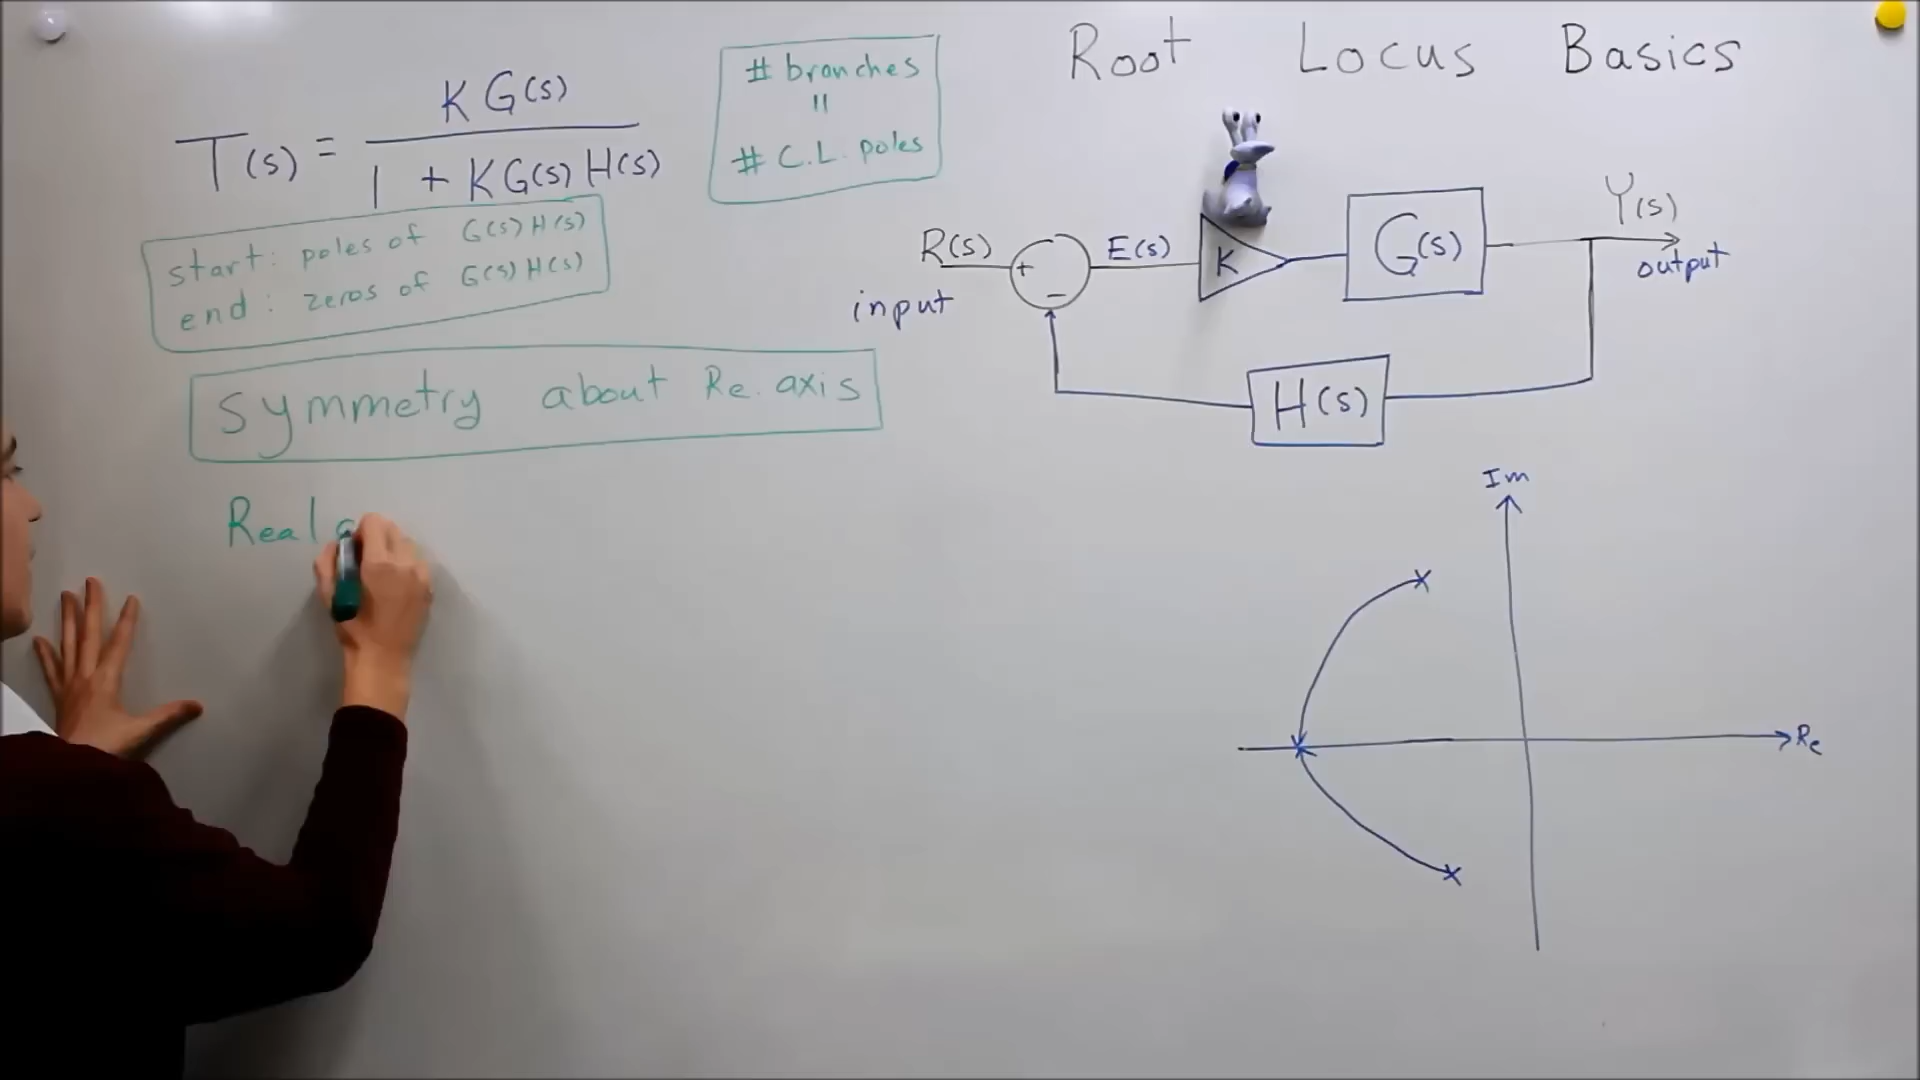 Root Locus Basics
T(s) = KG(s) / 1 + KG(s)H(s)
# branches
=
# C.L. poles
start: poles of G(s)H(s)
end: zeros of G(s)H(s)
Symmetry about Re. axis
Real
R(s)
input
+
−
E(s)
K
G(s)
Y(s)
output
H(s)
Im
Re